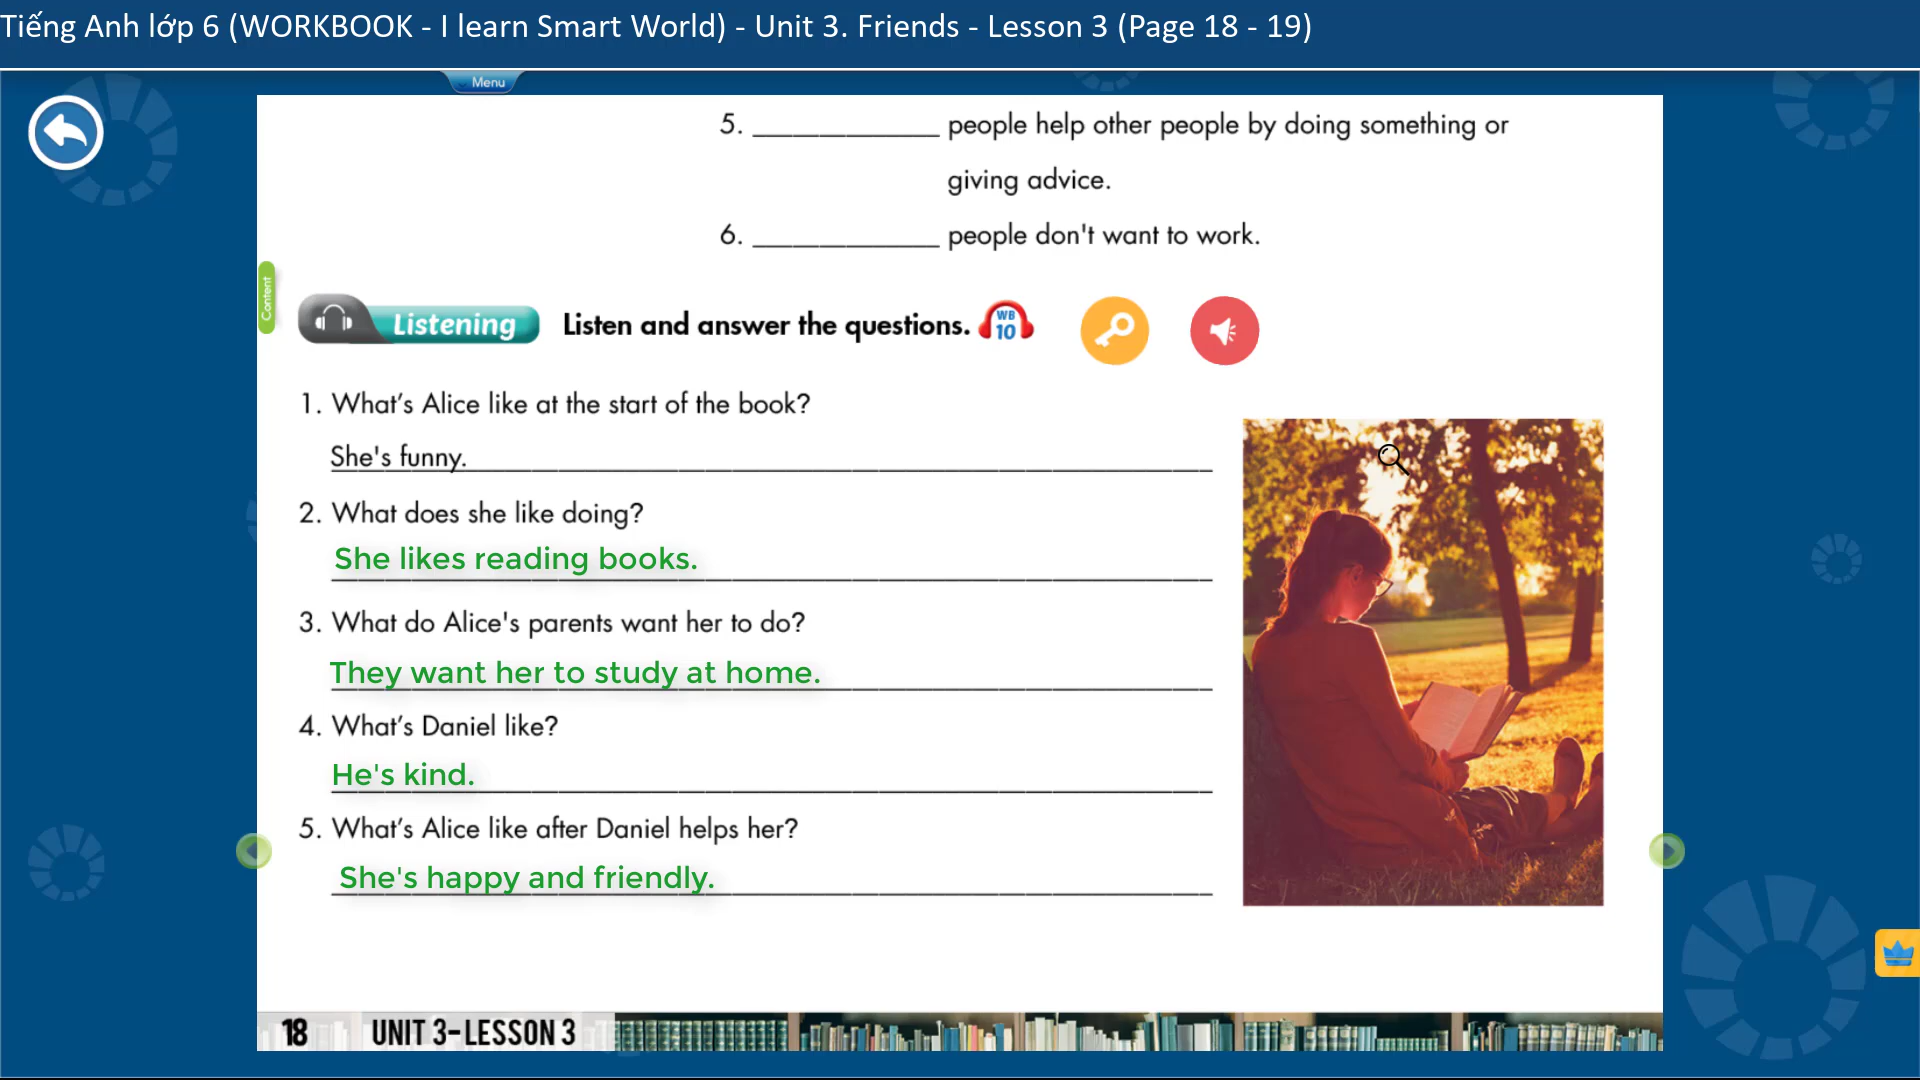 Tiếng Anh lớp 6 (WORKBOOK - I learn Smart World) - Unit 3. Friends - Lesson 3 (Page 18 - 19)
Menu
5. ______________ people help other people by doing something or
giving advice.
6. ______________ people don't want to work.
Content
Listening Listen and answer the questions. WB 10
1. What’s Alice like at the start of the book?
She's funny.
2. What does she like doing?
She likes reading books.
3. What do Alice's parents want her to do?
They want her to study at home.
4. What’s Daniel like?
He's kind.
5. What’s Alice like after Daniel helps her?
She's happy and friendly.
18 UNIT 3-LESSON 3